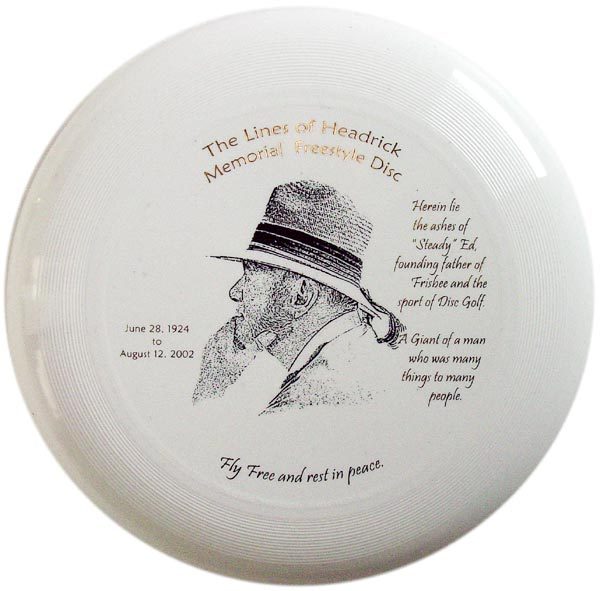 The Lines of Headrick
Memorial Freestyle Disc
Herein lie
the ashes of
"Steady" Ed,
founding father of
Frisbee and the
sport of Disc Golf.
June 28, 1924
to
August 12, 2002
A Giant of a man
who was many
things to many
people.
Fly Free and rest in peace.